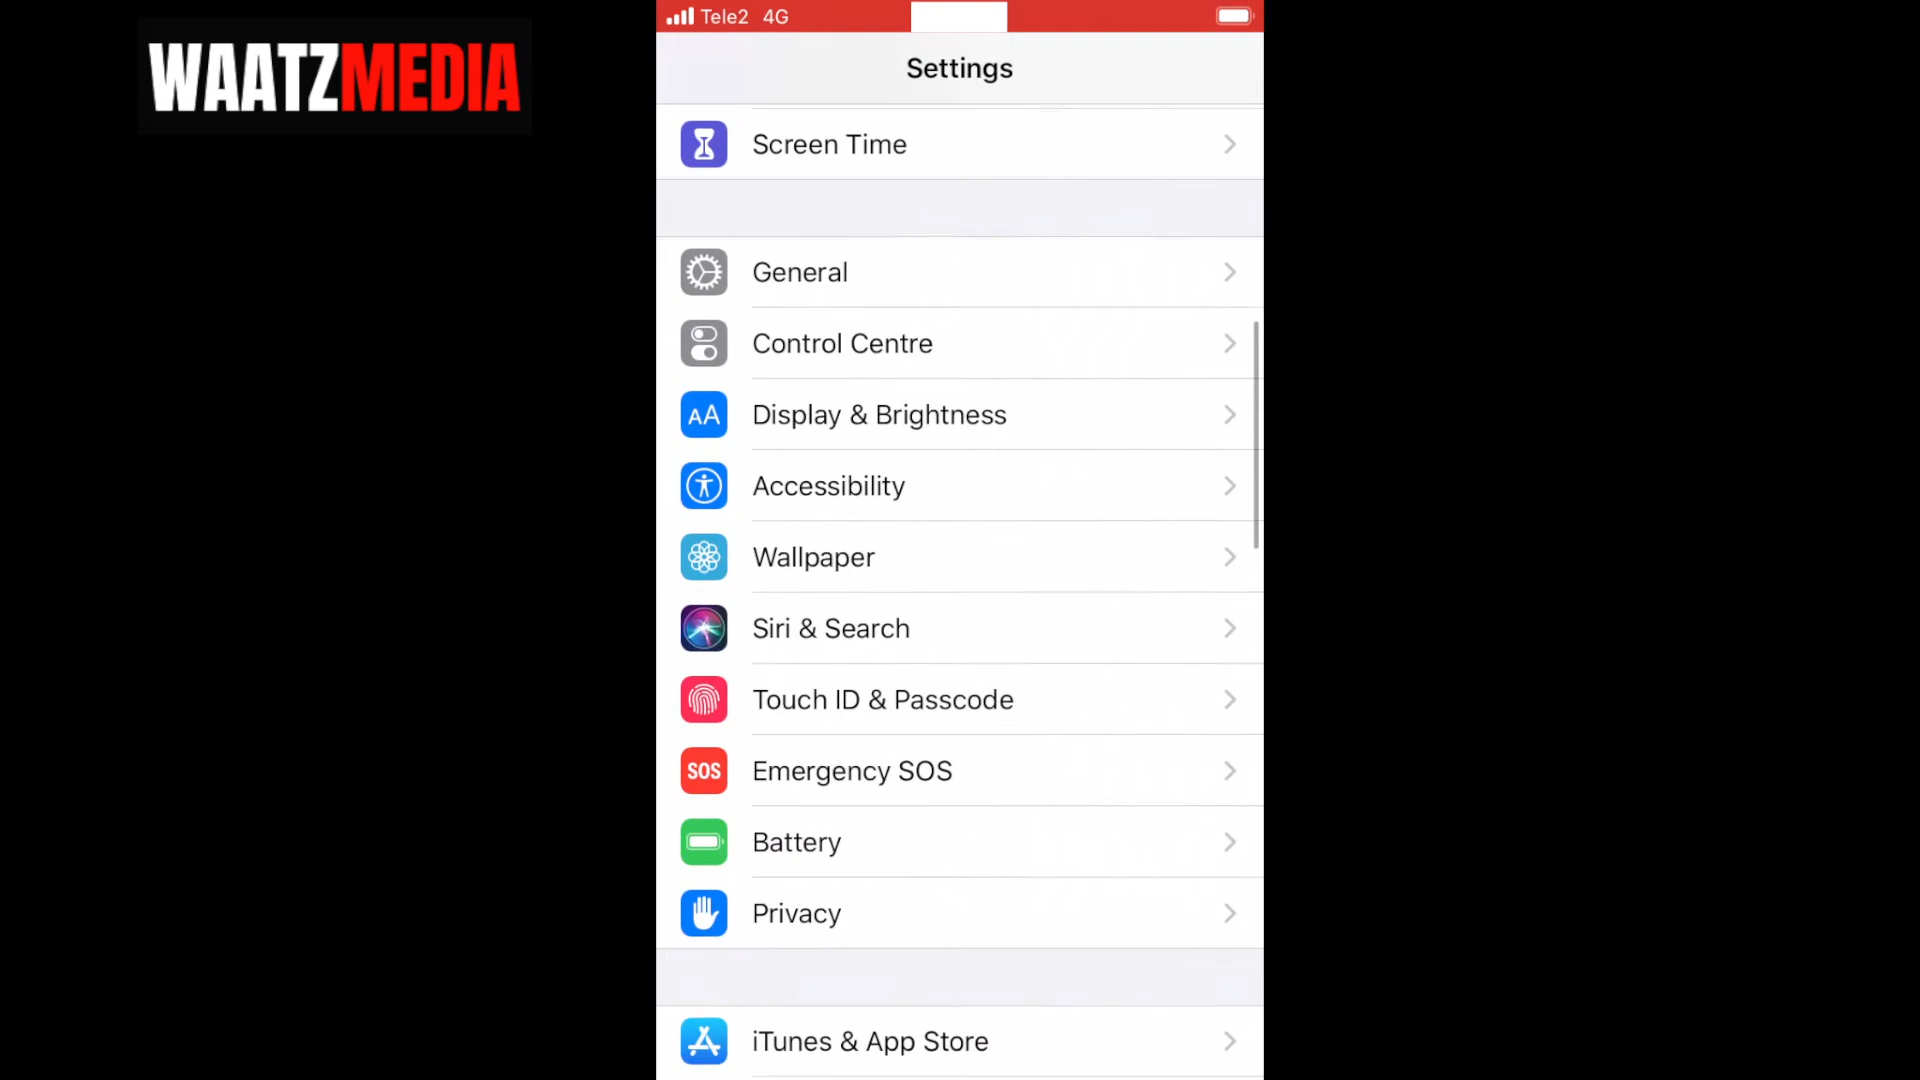 WAATZMEDIA
Tele2 4G
Settings
Screen Time
General
Control Centre
AA Display & Brightness
Accessibility
Wallpaper
Siri & Search
Touch ID & Passcode
SOS Emergency SOS
Battery
Privacy
iTunes & App Store